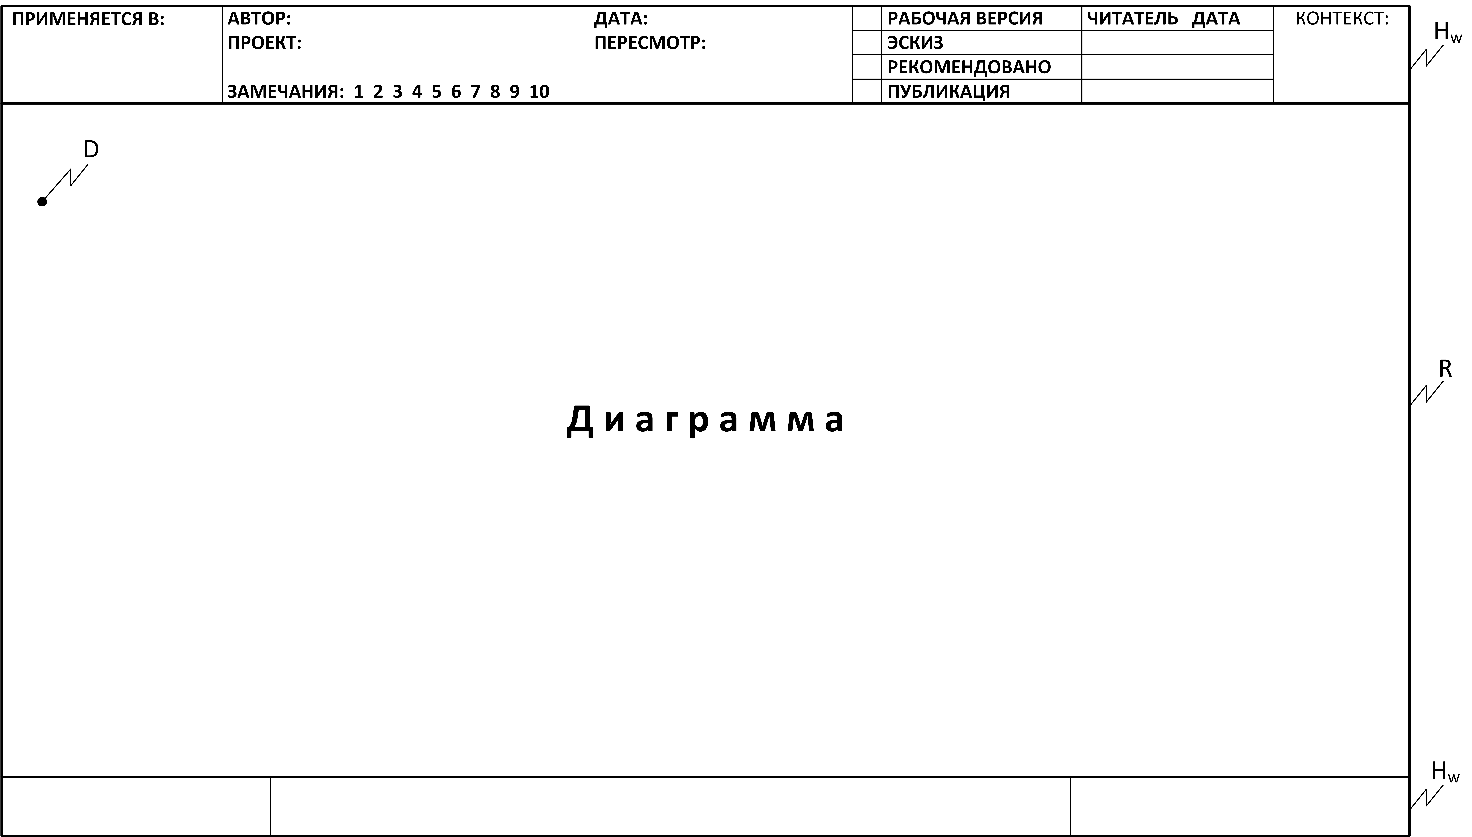 ПРИМЕНЯЕТСЯ В: АВТОР: ДАТА: РАБОЧАЯ ВЕРСИЯ ЧИТАТЕЛЬ ДАТА КОНТЕКСТ:
ПРОЕКТ: ПЕРЕСМОТР: ЭСКИЗ
РЕКОМЕНДОВАНО
ЗАМЕЧАНИЯ: 1 2 3 4 5 6 7 8 9 10 ПУБЛИКАЦИЯ
Hw
D
R
Диаграмма
Hw